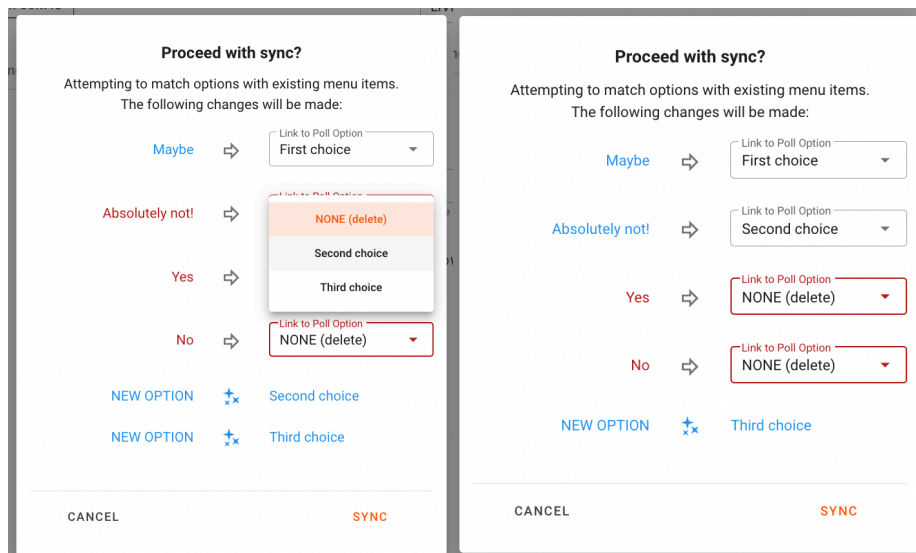 Proceed with sync?
Attempting to match options with existing menu items.
The following changes will be made:
Maybe
Link to Poll Option
First choice
Absolutely not!
NONE (delete)
Second choice
Third choice
Yes
No
Link to Poll Option
NONE (delete)
NEW OPTION
Second choice
NEW OPTION
Third choice
CANCEL
SYNC
Proceed with sync?
Attempting to match options with existing menu items.
The following changes will be made:
Maybe
Link to Poll Option
First choice
Absolutely not!
Link to Poll Option
Second choice
Yes
Link to Poll Option
NONE (delete)
No
Link to Poll Option
NONE (delete)
NEW OPTION
Third choice
CANCEL
SYNC